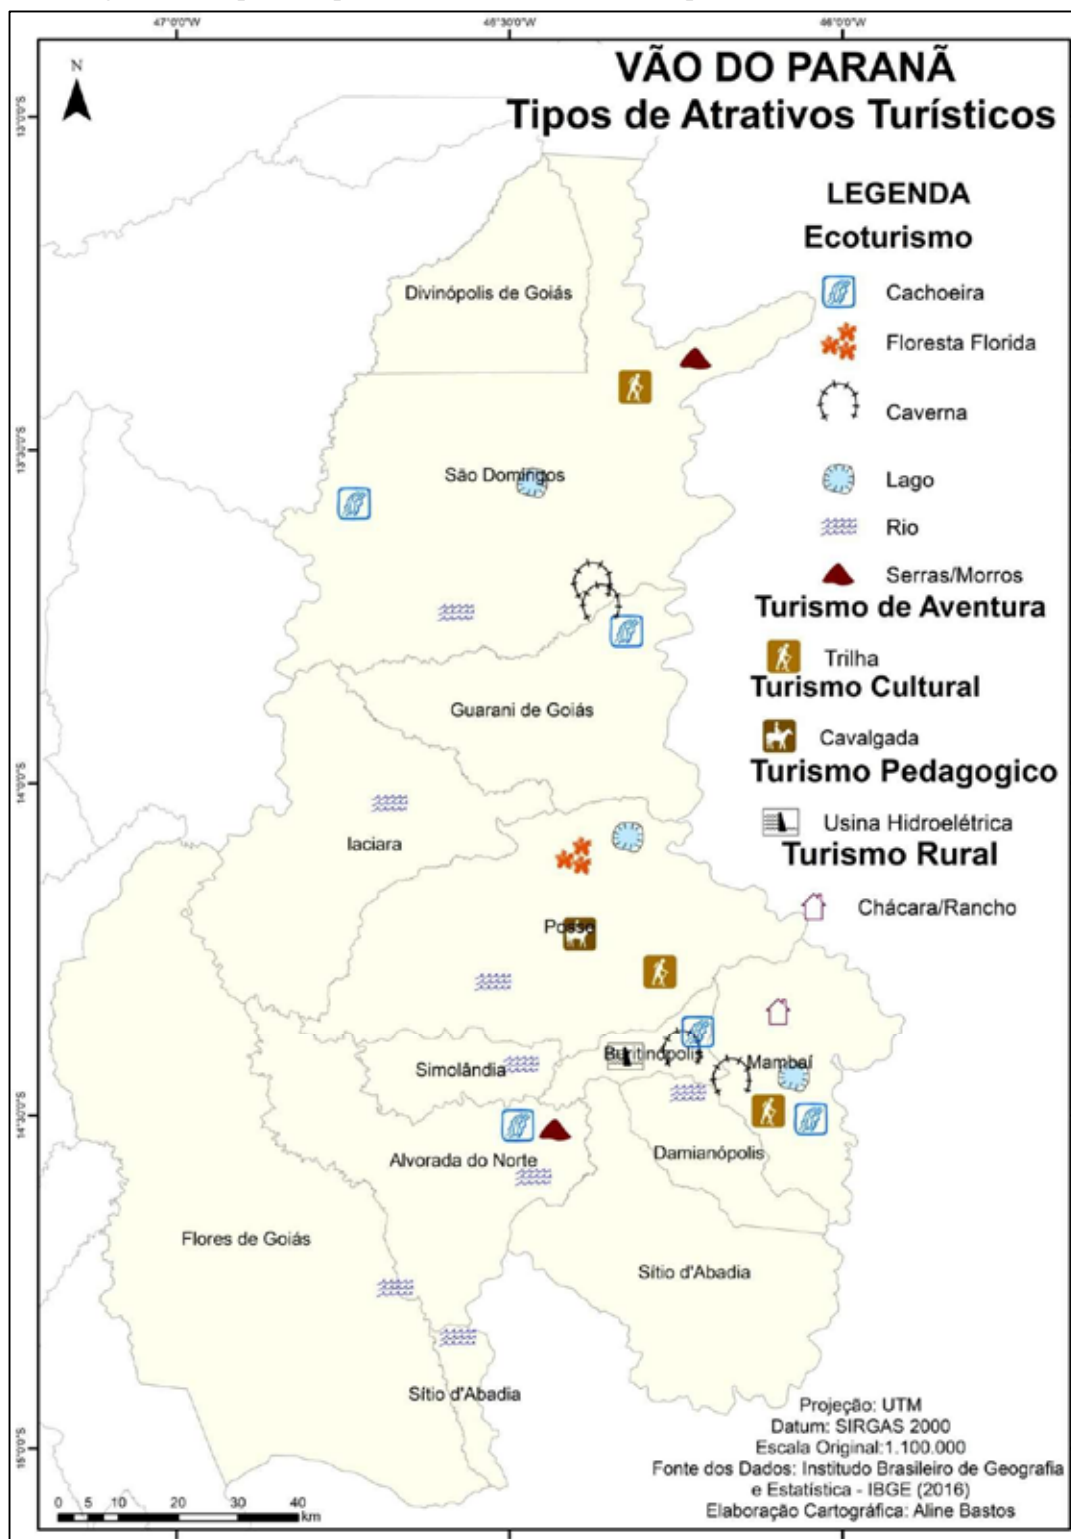 47°0'0"W
46°30'0"W
46°0'0"W
N
VÃO DO PARANÃ
Tipos de Atrativos Turísticos
LEGENDA
Ecoturismo
Cachoeira
Floresta Florida
Caverna
Lago
Rio
Serras/Morros
Turismo de Aventura
Trilha
Turismo Cultural
Cavalgada
Turismo Pedagogico
Usina Hidroelétrica
Turismo Rural
Chácara/Rancho
13°0'0"S
13°30'0"S
14°0'0"S
14°30'0"S
15°0'0"S
Divinópolis de Goiás
São Domingos
Guarani de Goiás
Iaciara
Posse
Buritinópolis
Mambaí
Simolândia
Alvorada do Norte
Damianópolis
Flores de Goiás
Sítio d'Abadia
Sítio d'Abadia
Projeção: UTM
Datum: SIRGAS 2000
Escala Original:1.100.000
Fonte dos Dados: Instituto Brasileiro de Geografia
e Estatística - IBGE (2016)
Elaboração Cartográfica: Aline Bastos
0 5 10 20 30 40
km